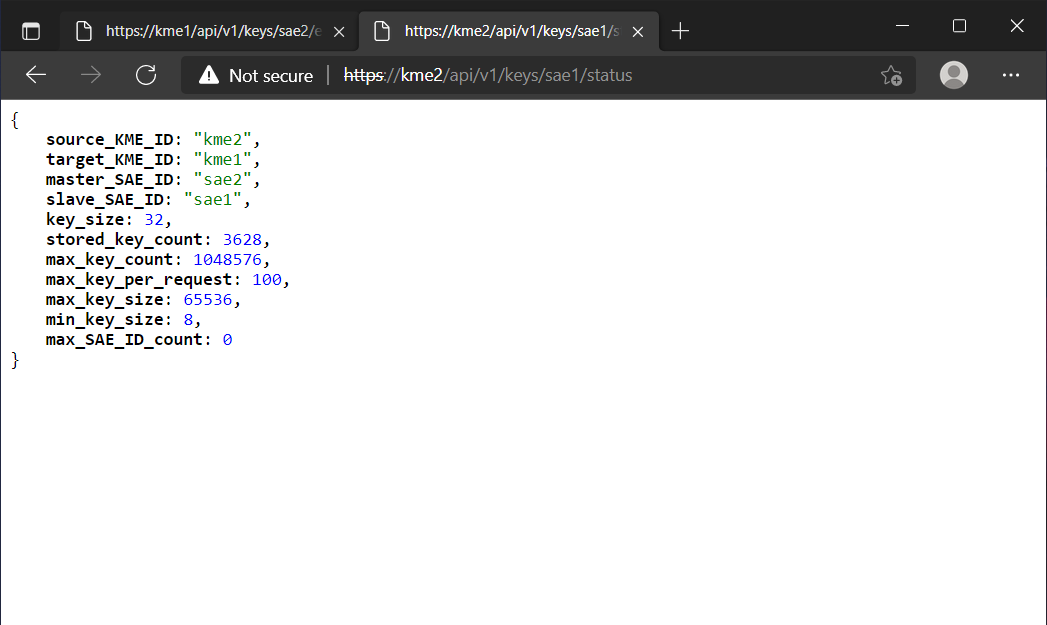 https://kme1/api/v1/keys/sae2/e
https://kme2/api/v1/keys/sae1/s
Not secure
https://kme2/api/v1/keys/sae1/status
{
source_KME_ID: "kme2",
target_KME_ID: "kme1",
master_SAE_ID: "sae2",
slave_SAE_ID: "sae1",
key_size: 32,
stored_key_count: 3628,
max_key_count: 1048576,
max_key_per_request: 100,
max_key_size: 65536,
min_key_size: 8,
max_SAE_ID_count: 0
}